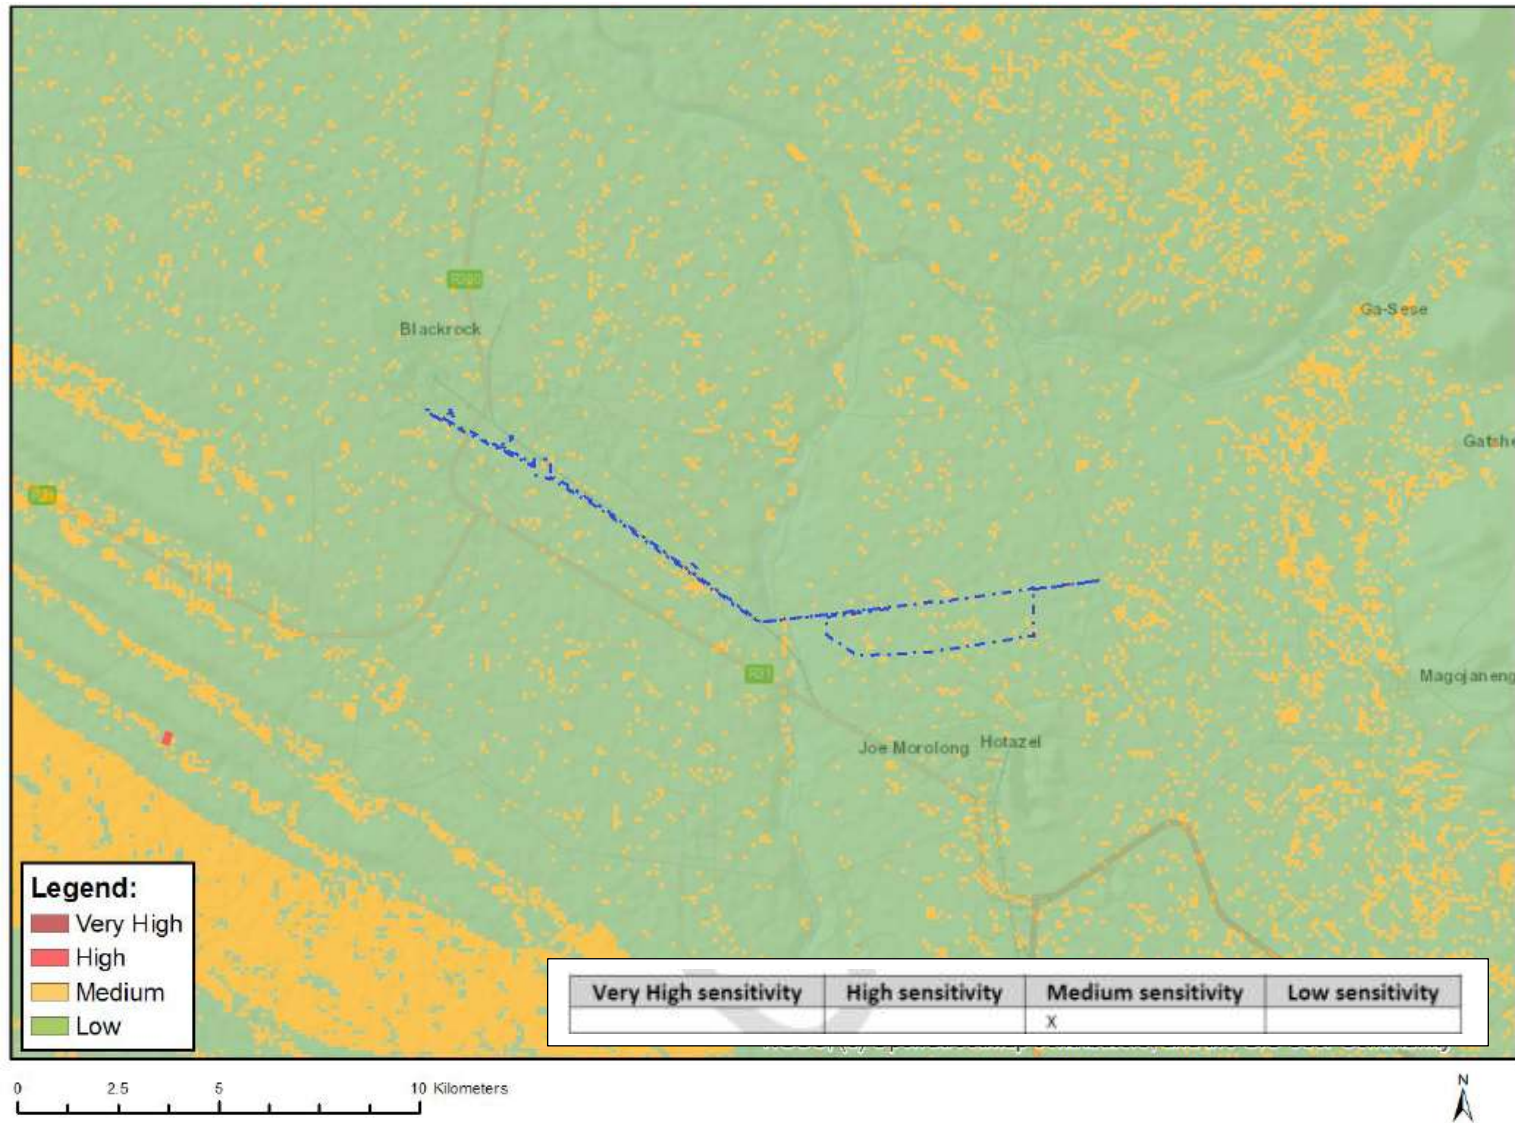 Blackrock
Ga-Sese
Magojaneng
R31
Joe Morolong
Hotazel
Legend:
Very High
High
Medium
Low
Very High sensitivity High sensitivity Medium sensitivity Low sensitivity
X
0 2.5 5 10 Kilometers
N